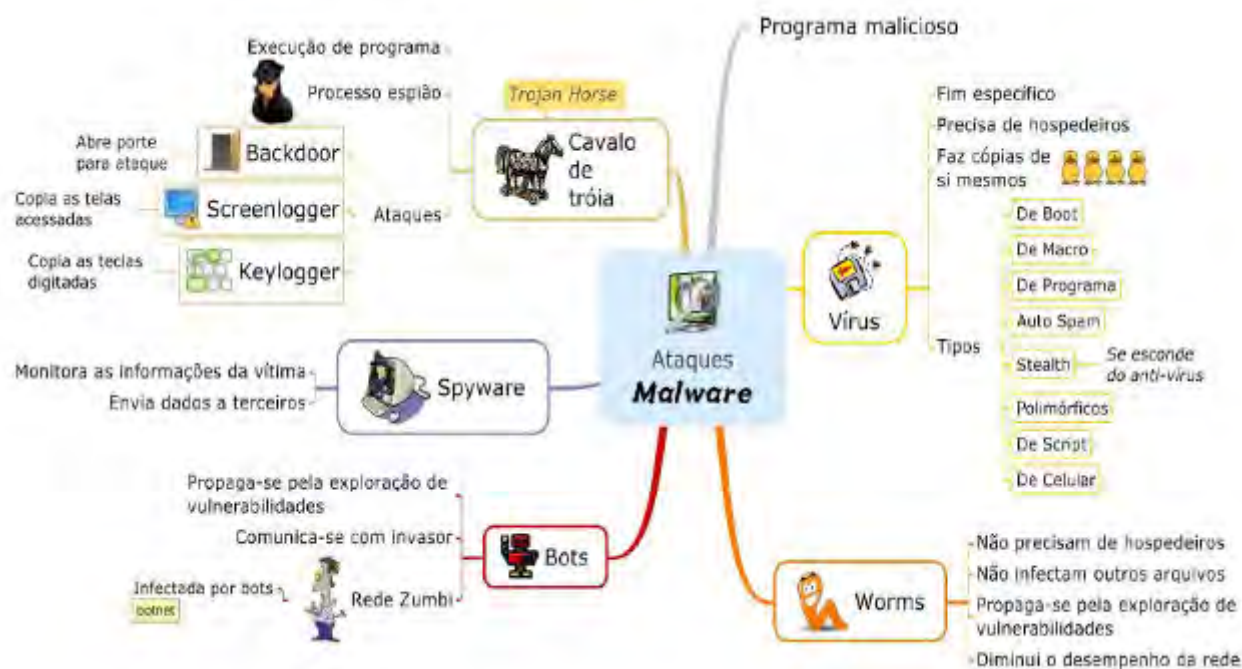 Programa malicioso
Execução de programa
Processo espião
Trojan Horse
Cavalo
de
tróia
Abre porte
para ataque
Backdoor
Copia as telas
acessadas
Screenlogger
Ataques
Copia as teclas
digitadas
Keylogger
Fim específico
Precisa de hospedeiros
Faz cópias de
si mesmos
Vírus
Tipos
De Boot
De Macro
De Programa
Auto Spam
Stealth
Se esconde
do anti-vírus
Polimórficos
De Script
De Celular
Ataques
Malware
Monitora as informações da vítima
Envia dados a terceiros
Spyware
Propaga-se pela exploração de
vulnerabilidades
Comunica-se com invasor
Rede Zumbi
Infectada por bots
botnet
Bots
Worms
Não precisam de hospedeiros
Não infectam outros arquivos
Propaga-se pela exploração de
vulnerabilidades
Diminui o desempenho da rede